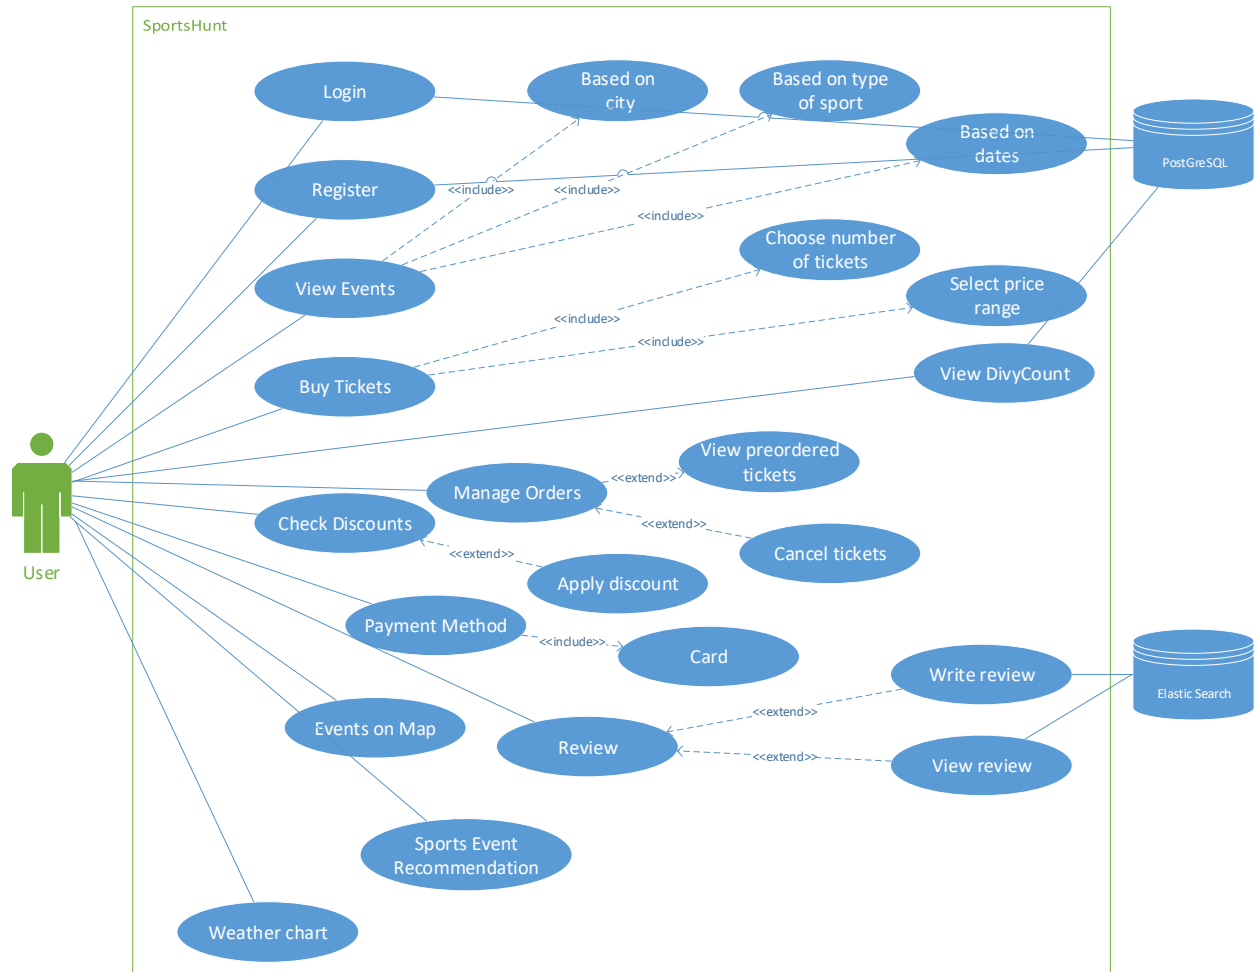 SportsHunt
Login
Based on
city
Based on type
of sport
Based on
dates
PostGreSQL
Register
<<include>>
<<include>>
<<include>>
Choose number
of tickets
View Events
Select price
range
<<include>>
<<include>>
Buy Tickets
View DivyCount
View preordered
tickets
<<extend>>
Manage Orders
Check Discounts
<<extend>>
Cancel tickets
<<extend>>
User
Apply discount
Payment Method
<<include>>
Card
Write review
Elastic Search
<<extend>>
Events on Map
Review
<<extend>>
View review
Sports Event
Recommendation
Weather chart